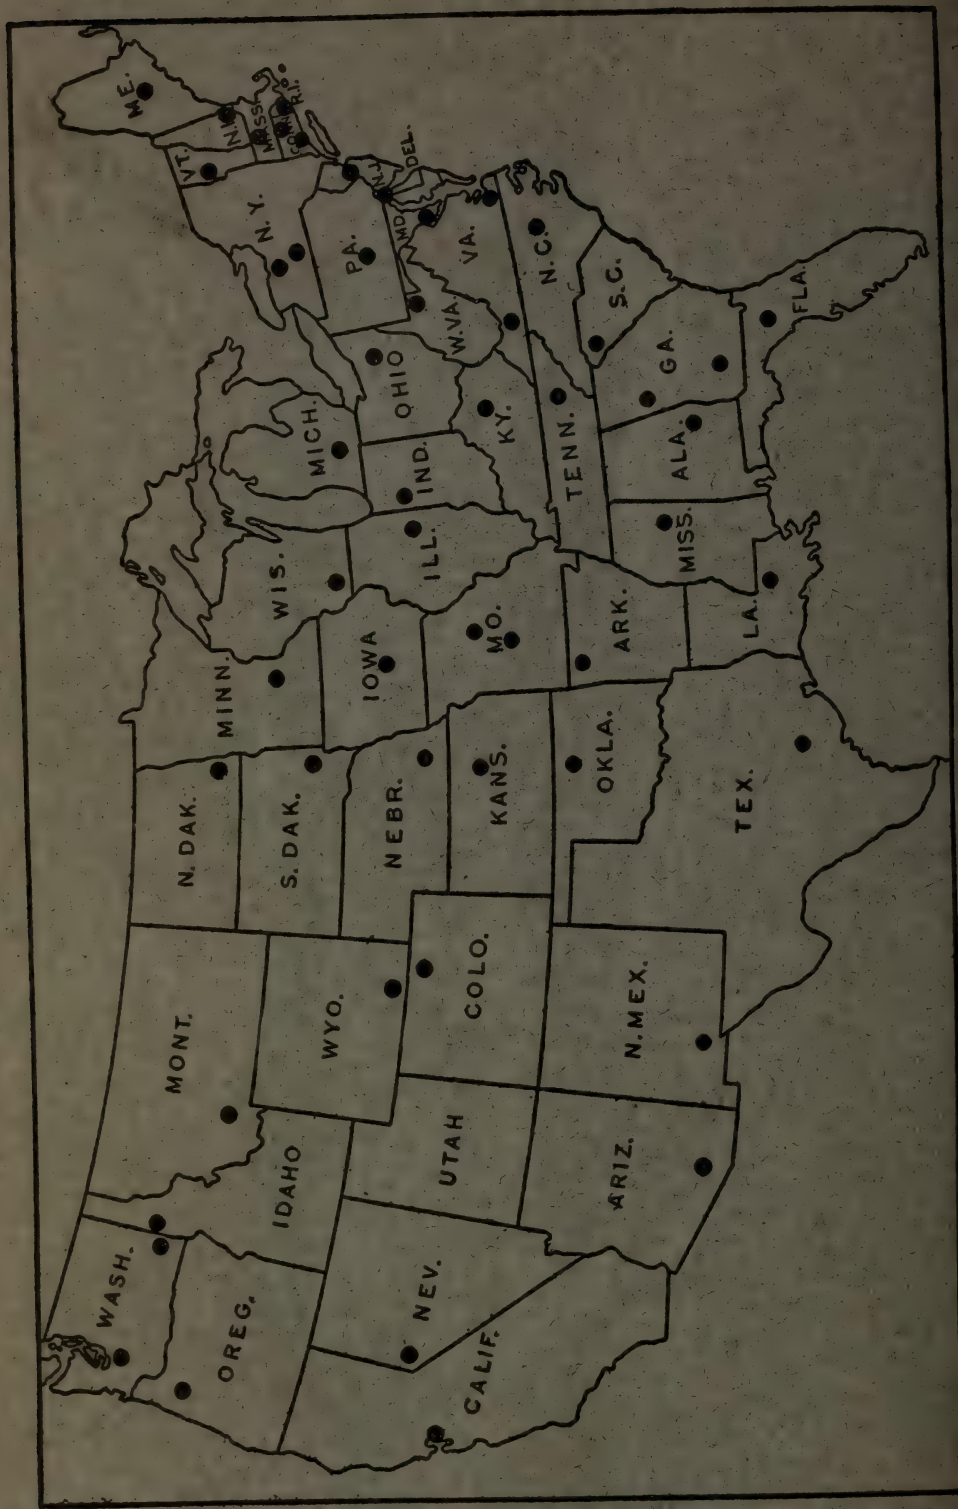 WASH.
OREG.
CALIF.
NEV.
IDAHO
MONT.
WYO.
UTAH
COLO.
ARIZ.
N.MEX.
N. DAK.
S. DAK.
NEBR.
KANS.
OKLA.
TEX.
MINN.
IOWA
MO.
ARK.
LA.
WIS.
ILL.
MICH.
IND.
OHIO
KY.
TENN.
MISS.
ALA.
GA.
FLA.
S.C.
N.C.
VA.
W.VA.
MD.
DEL.
N.J.
PA.
N.Y.
VT.
N.H.
MASS.
CONN.
R.I.
ME.